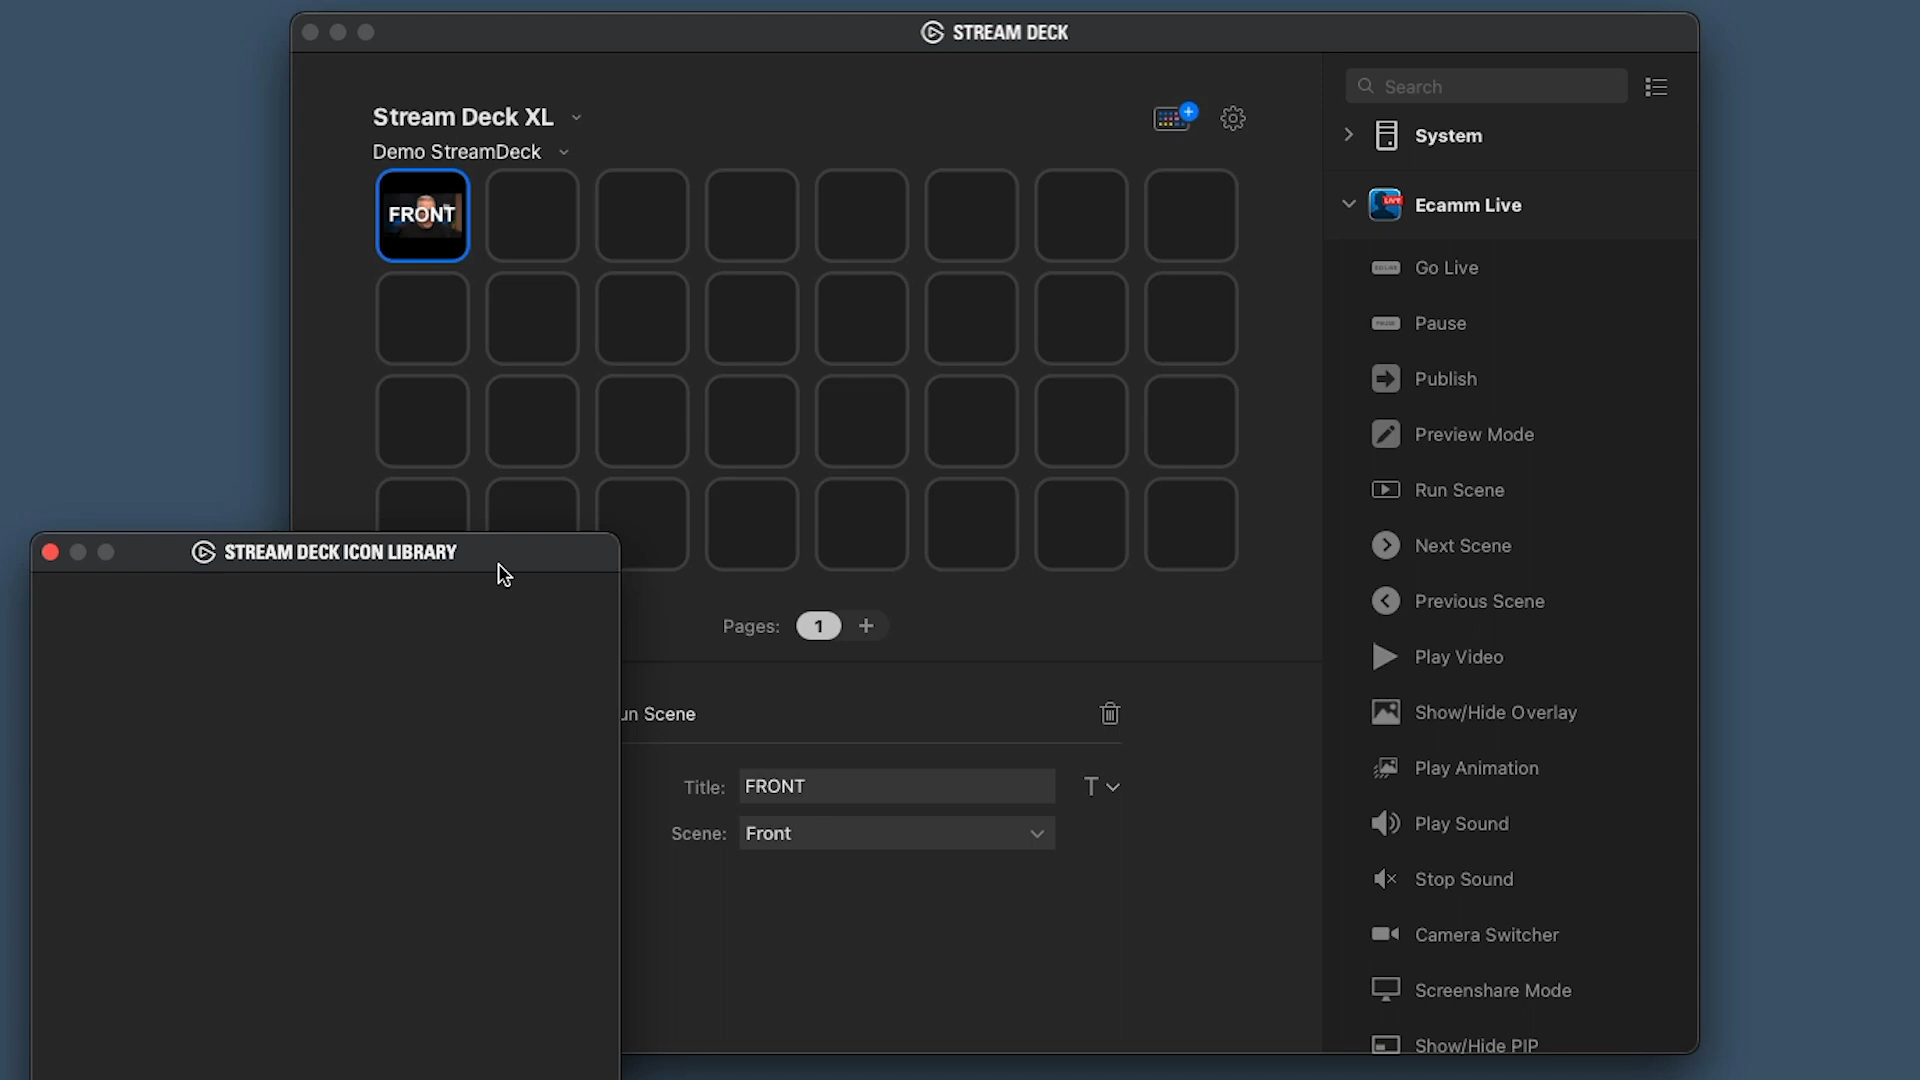 STREAM DECK
Search
Stream Deck XL
Demo StreamDeck
System
FRONT
Ecamm Live
Go Live
Pause
Publish
Preview Mode
Run Scene
Next Scene
Previous Scene
Play Video
Show/Hide Overlay
Play Animation
Play Sound
Stop Sound
Camera Switcher
Screenshare Mode
Show/Hide PIP
STREAM DECK ICON LIBRARY
Pages: 1 +
un Scene
Title: FRONT
T
Scene: Front